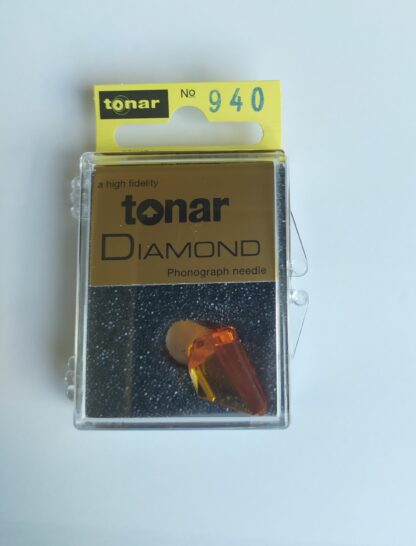 tonar No 940
a high fidelity
tonar
DIAMOND
Phonograph needle